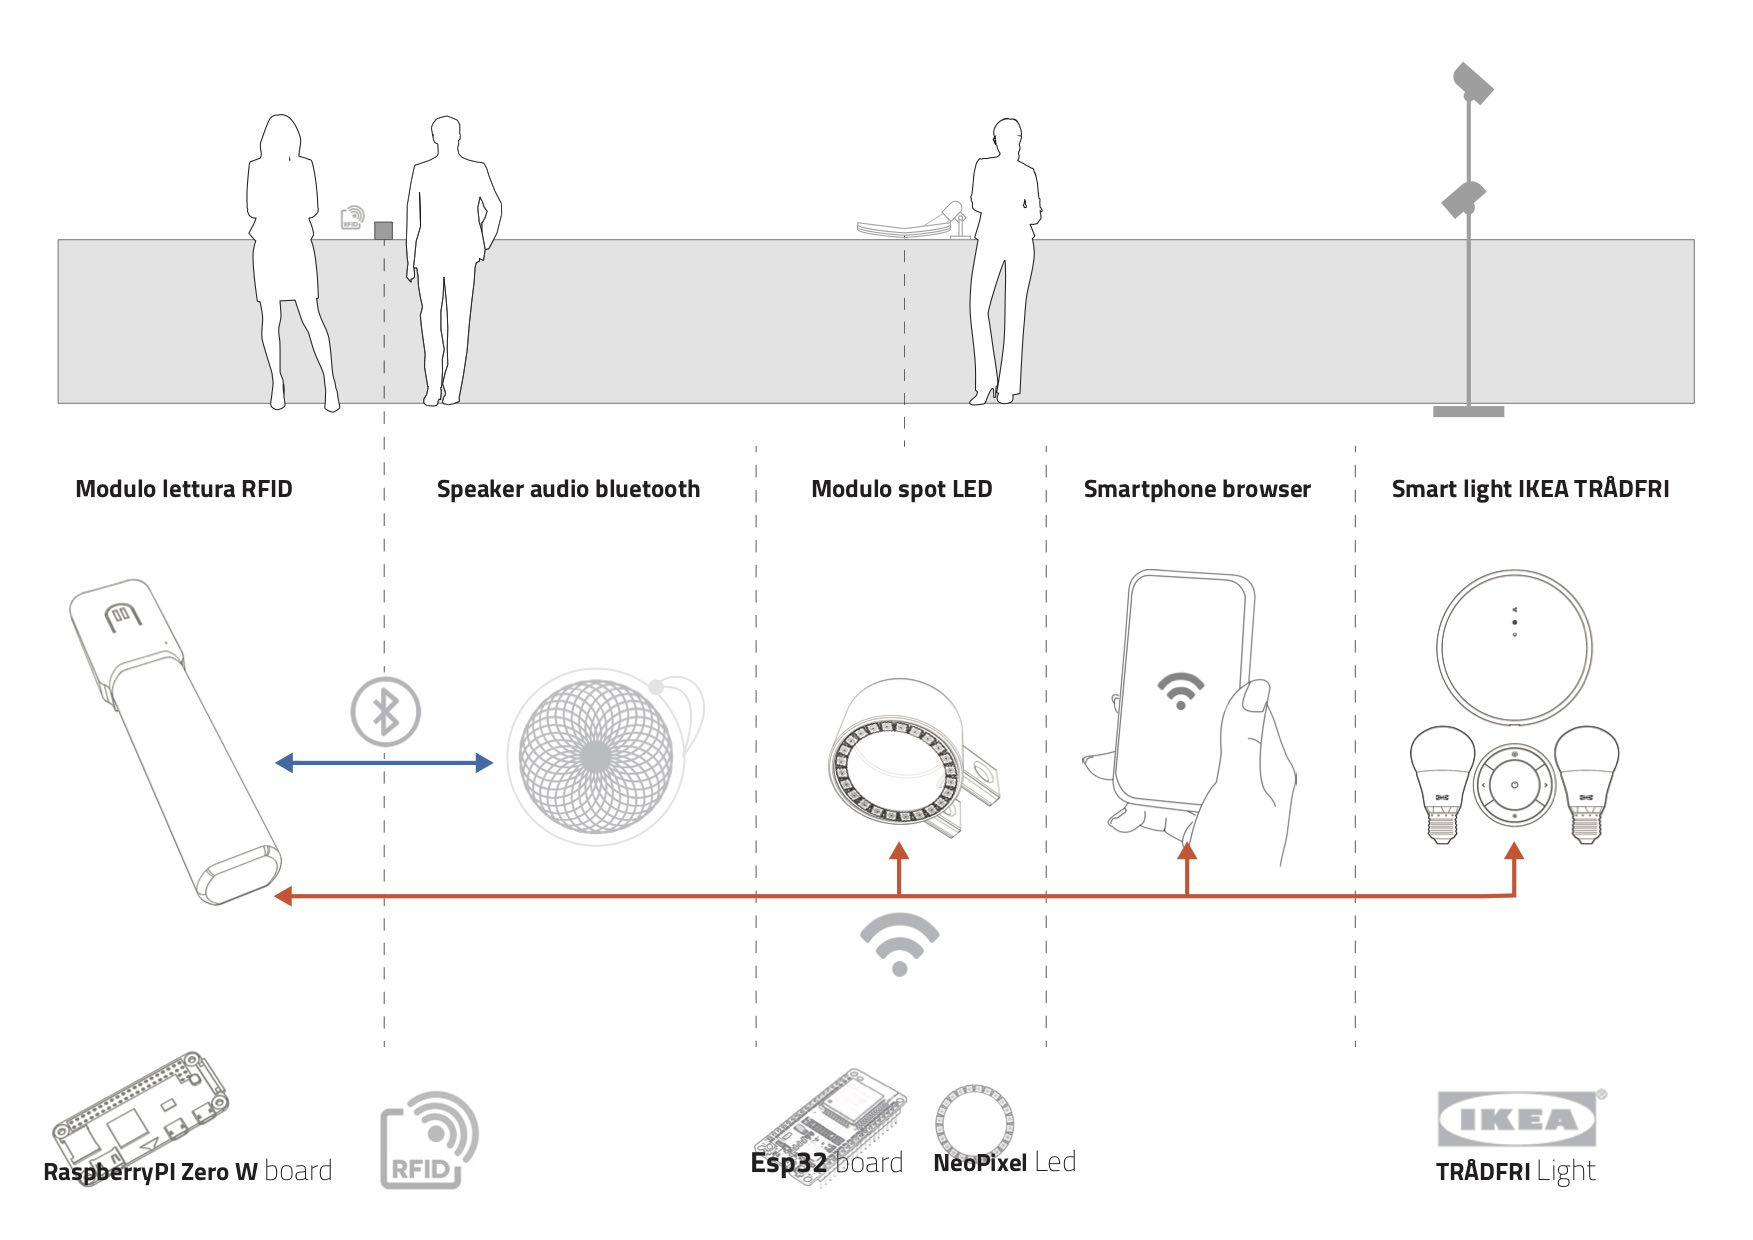 RFID
Modulo lettura RFID
Speaker audio bluetooth
Modulo spot LED
Smartphone browser
Smart light IKEA TRÅDFRI
RaspberryPI Zero W board
RFID
Esp32 board
NeoPixel Led
IKEA®
TRÅDFRI Light